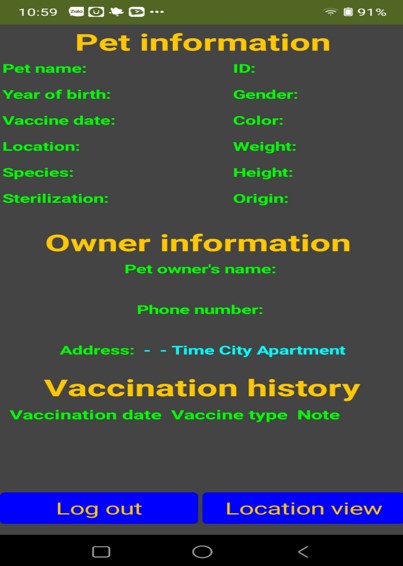 10:59 Zalo 91%
Pet information
Pet name: ID:
Year of birth: Gender:
Vaccine date: Color:
Location: Weight:
Species: Height:
Sterilization: Origin:
Owner information
Pet owner's name:
Phone number:
Address: - - Time City Apartment
Vaccination history
Vaccination date Vaccine type Note
Log out Location view